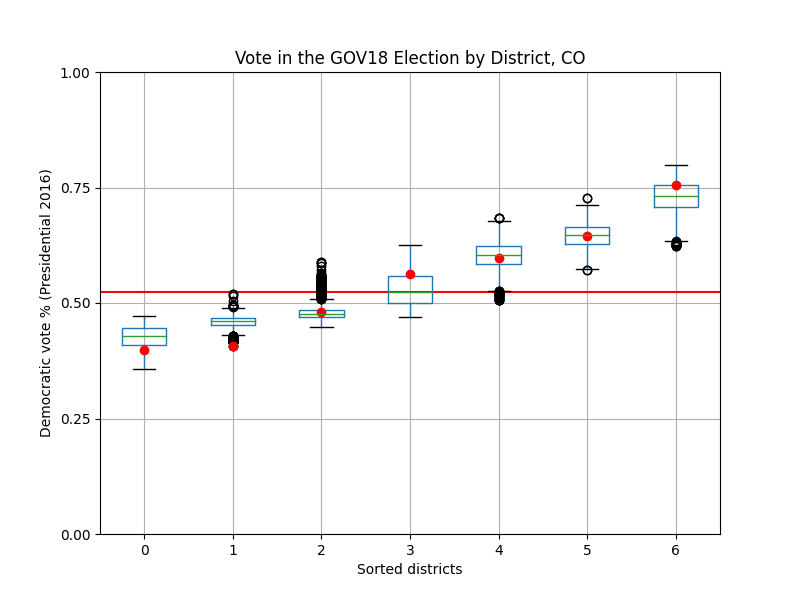 Vote in the GOV18 Election by District, CO
Democratic vote % (Presidential 2016)
1.00
0.75
0.50
0.25
0.00
0 1 2 3 4 5 6
Sorted districts